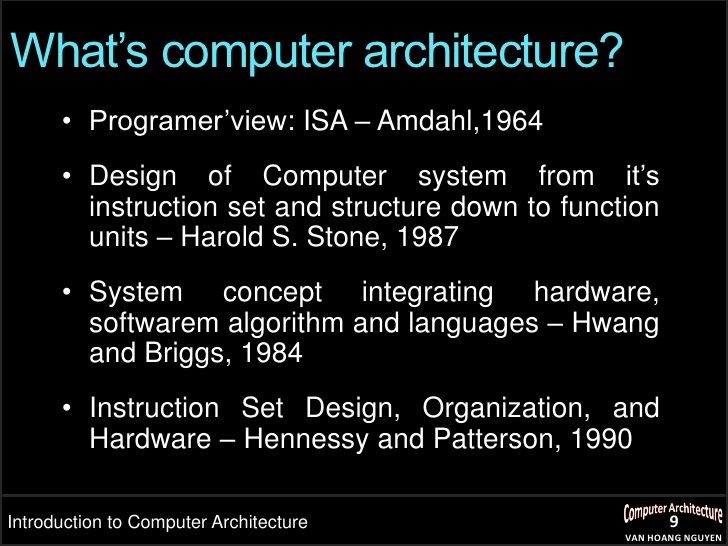 What’s computer architecture?
• Programer’view: ISA – Amdahl,1964
• Design of Computer system from it’s
instruction set and structure down to function
units – Harold S. Stone, 1987
• System concept integrating hardware,
softwarem algorithm and languages – Hwang
and Briggs, 1984
• Instruction Set Design, Organization, and
Hardware – Hennessy and Patterson, 1990
Introduction to Computer Architecture
Computer Architecture
9
VAN HOANG NGUYEN